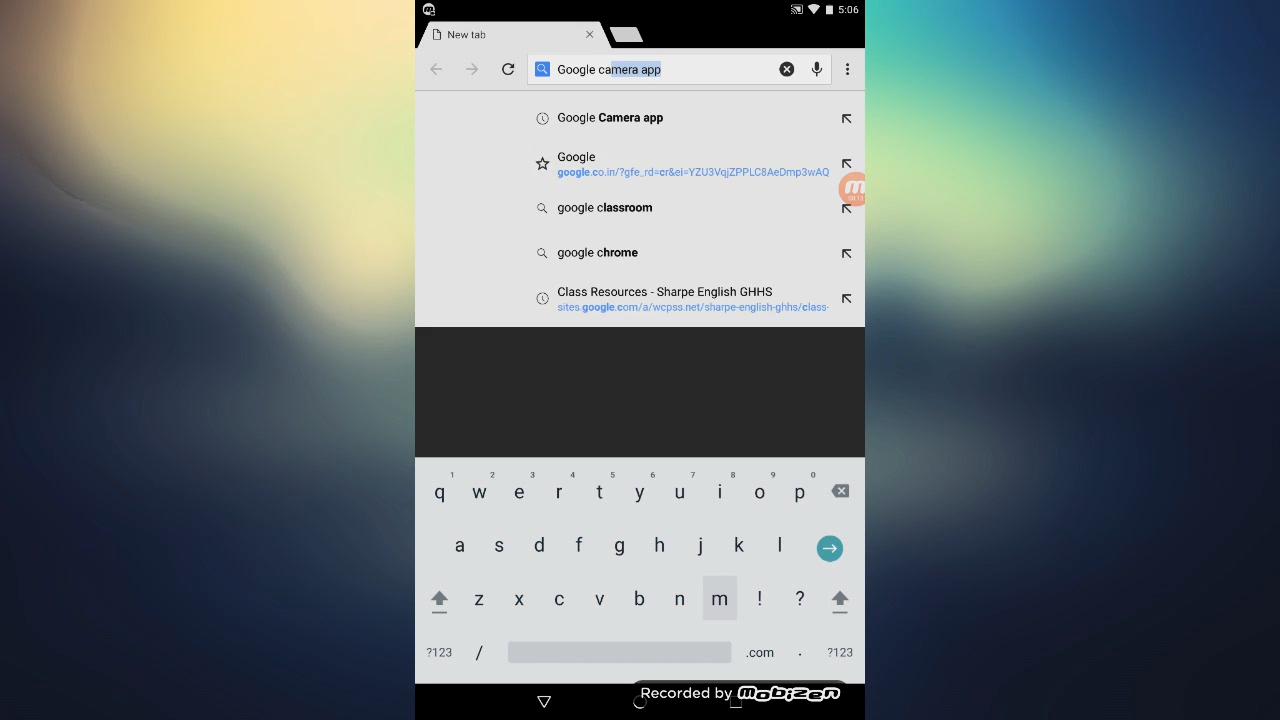 5:06
New tab
Google camera app
Google Camera app
Google
google.co.in/?gfe_rd=cr&ei=YZU3VqjZPPLC8AeDmp3wAQ
google classroom
google chrome
Class Resources - Sharpe English GHHS
sites.google.com/a/wcpss.net/sharpe-english-ghhs/class-
1 2 3 4 5 6 7 8 9 0
q w e r t y u i o p
a s d f g h j k l
z x c v b n m ! ?
?123 / .com . ?123
Recorded by mobizen